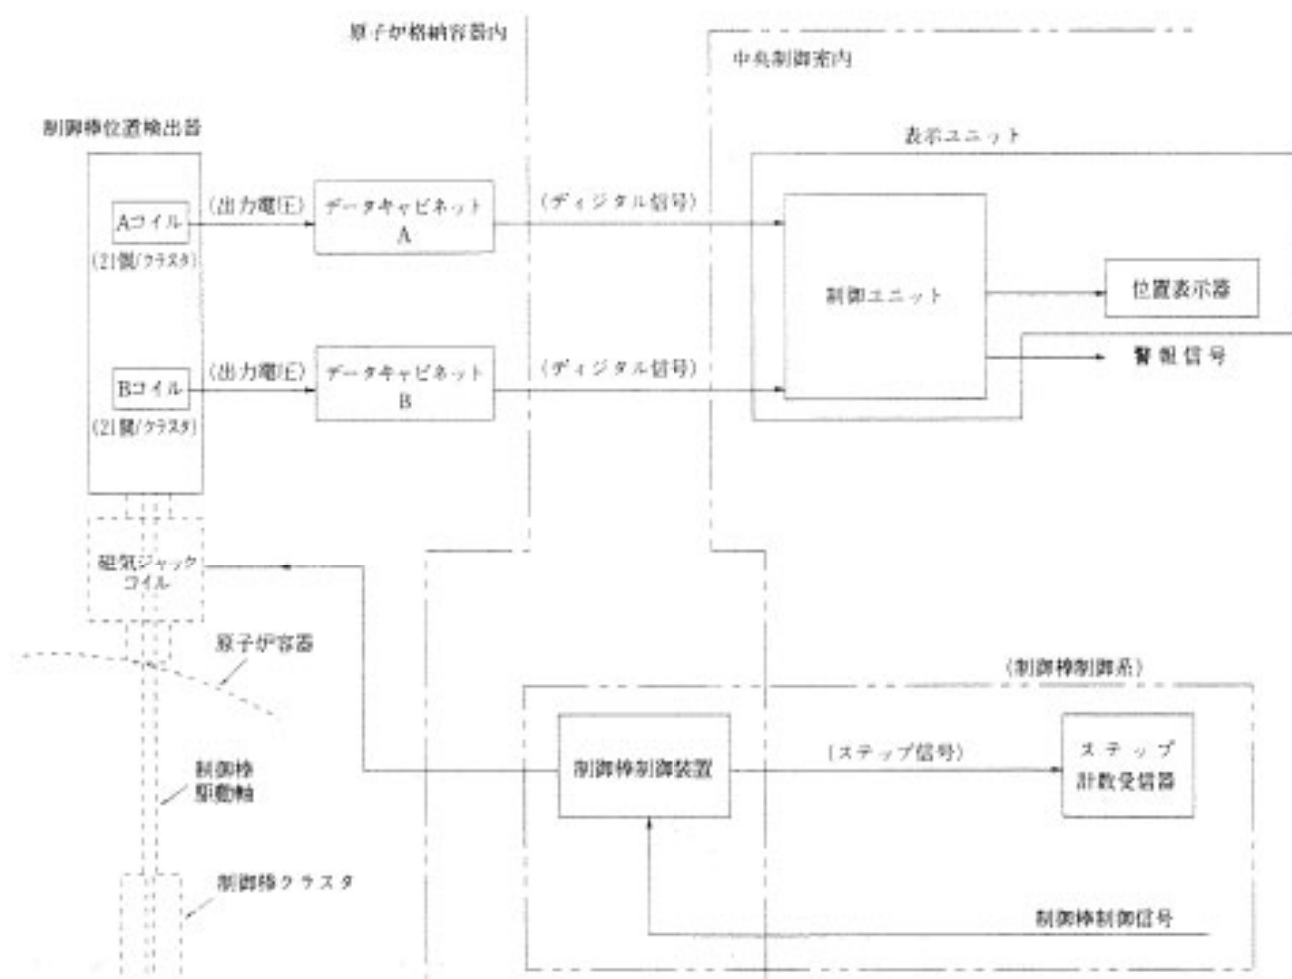 原子炉格納容器内
中央制御室内
制御棒位置検出器
表示ユニット
Aコイル
(21個/クラスタ)
(出力電圧)
データキャビネット
A
(ディジタル信号)
制御ユニット
位置表示器
警報信号
Bコイル
(21個/クラスタ)
(出力電圧)
データキャビネット
B
(ディジタル信号)
磁気ジャック
コイル
原子炉容器
(制御棒制御系)
制御棒制御装置
(ステップ信号)
ステップ
計数受信器
制御棒
駆動軸
制御棒クラスタ
制御棒制御信号